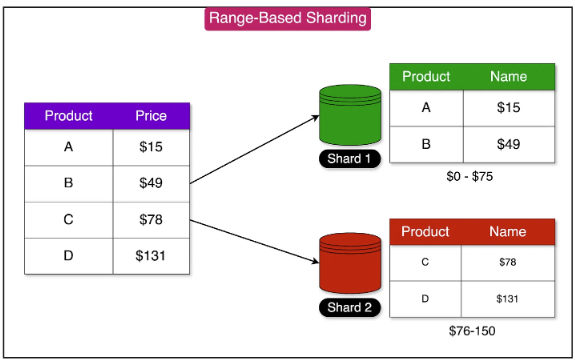 Range-Based Sharding
Product Price
A $15
B $49
C $78
D $131
Shard 1
Product Name
A $15
B $49
$0 - $75
Shard 2
Product Name
C $78
D $131
$76-150